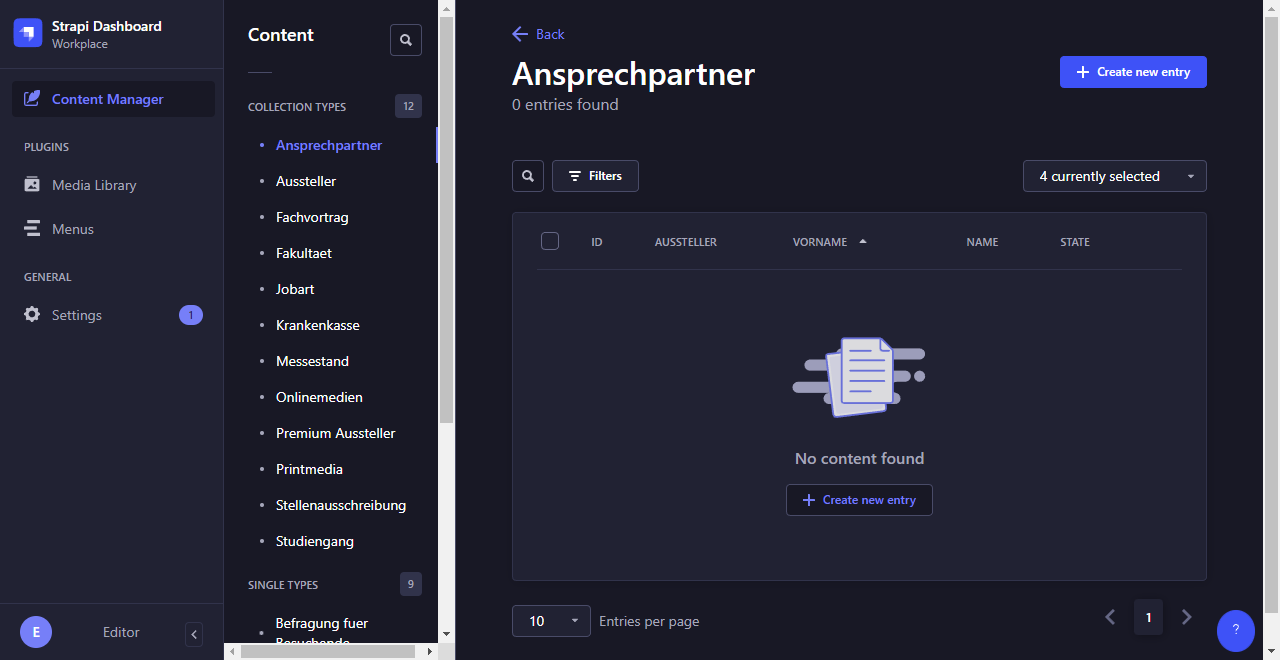 Strapi Dashboard
Workplace
Content Manager
PLUGINS
Media Library
Menus
GENERAL
Settings
1
E
Editor
Content
COLLECTION TYPES
12
Ansprechpartner
Aussteller
Fachvortrag
Fakultaet
Jobart
Krankenkasse
Messestand
Onlinemedien
Premium Aussteller
Printmedia
Stellenausschreibung
Studiengang
SINGLE TYPES
9
Befragung fuer
Besuchende
Back
Ansprechpartner
0 entries found
Create new entry
Filters
4 currently selected
ID AUSSTELLER VORNAME NAME STATE
No content found
Create new entry
10
Entries per page
1
?